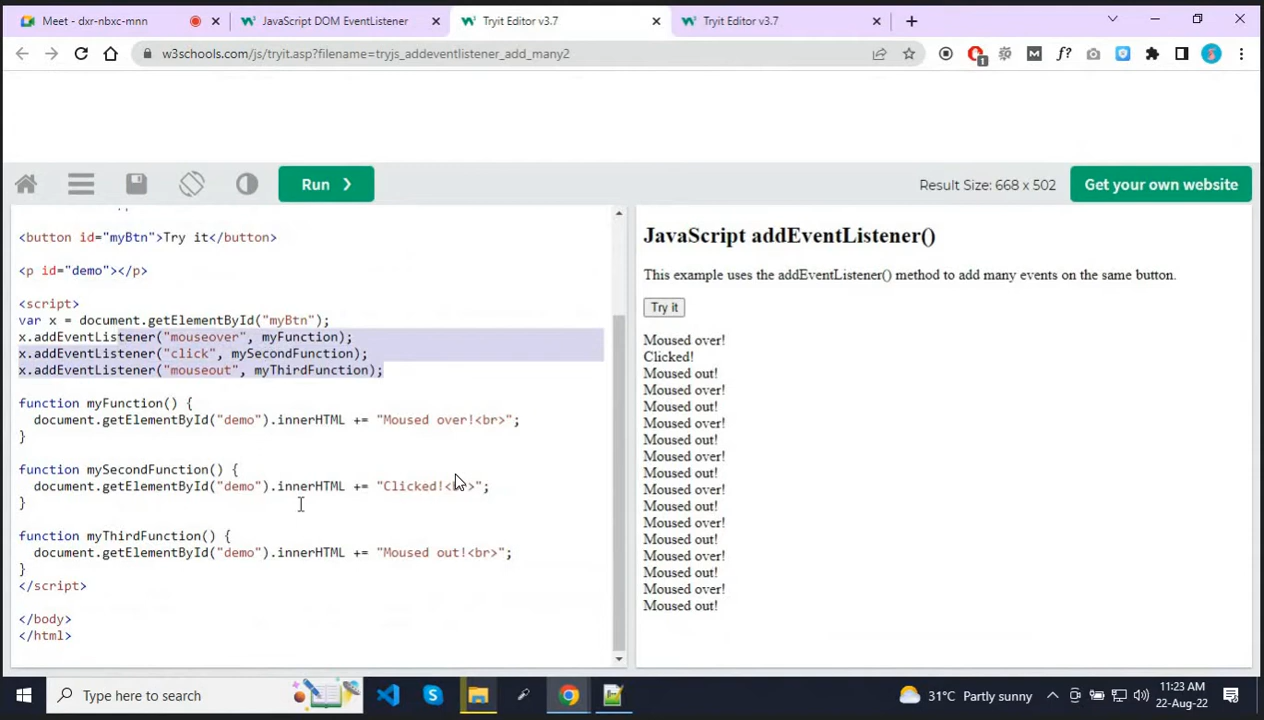 Meet - dxr-nbxc-mnn
JavaScript DOM EventListener
Tryit Editor v3.7
Tryit Editor v3.7
w3schools.com/js/tryit.asp?filename=tryjs_addeventlistener_add_many2
1
M
f?
Run ❯
Result Size: 668 x 502
Get your own website
<button id="myBtn">Try it</button>
<p id="demo"></p>
<script>
var x = document.getElementById("myBtn");
x.addEventListener("mouseover", myFunction);
x.addEventListener("click", mySecondFunction);
x.addEventListener("mouseout", myThirdFunction);
function myFunction() {
document.getElementById("demo").innerHTML += "Moused over!<br>";
}
function mySecondFunction() {
document.getElementById("demo").innerHTML += "Clicked!<br>";
}
function myThirdFunction() {
document.getElementById("demo").innerHTML += "Moused out!<br>";
}
</script>
</body>
</html>
JavaScript addEventListener()
This example uses the addEventListener() method to add many events on the same button.
Try it
Moused over!
Clicked!
Moused out!
Moused over!
Moused out!
Moused over!
Moused out!
Moused over!
Moused out!
Moused over!
Moused out!
Moused over!
Moused out!
Moused over!
Moused out!
Moused over!
Moused out!
Type here to search
31°C Partly sunny
11:23 AM
22-Aug-22